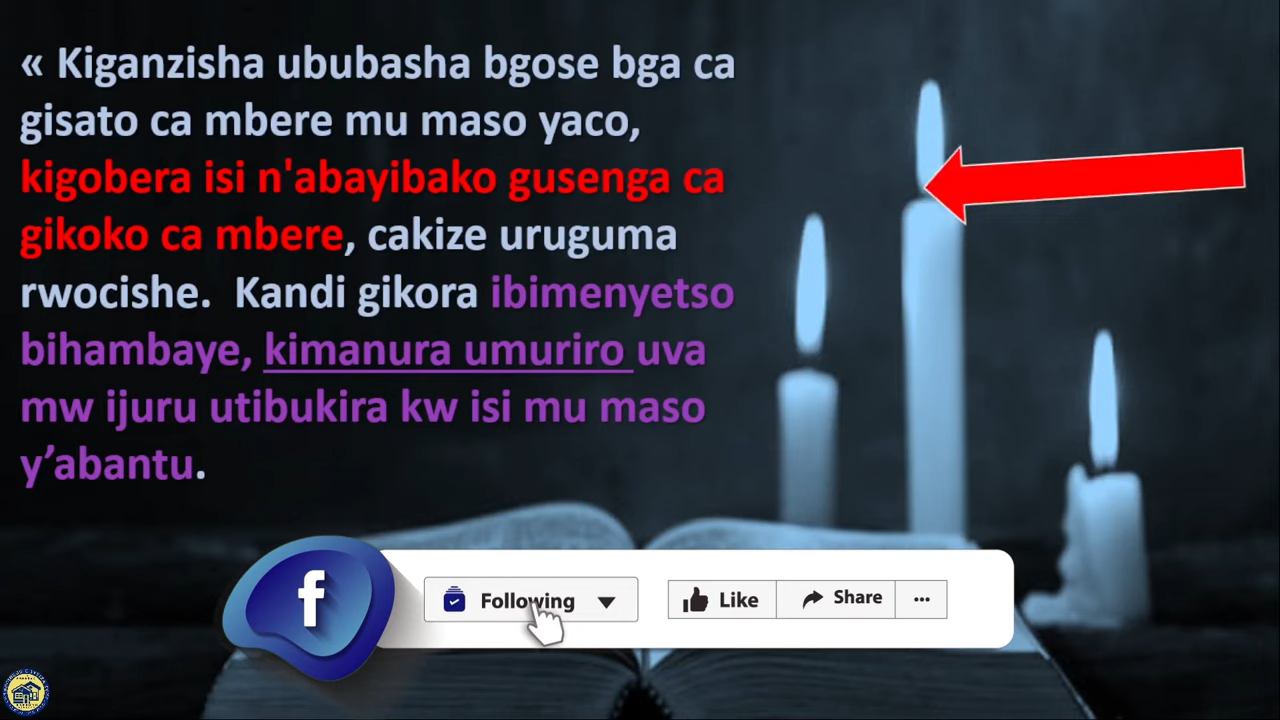 « Kiganzisha ububasha bgose bga ca
gisato ca mbere mu maso yaco,
kigobera isi n'abayibako gusenga ca
gikoko ca mbere, cakize uruguma
rwocishe.  Kandi gikora ibimenyetso
bihambaye, kimanura umuriro uva
mw ijuru utibukira kw isi mu maso
y’abantu.
f
Following
Like
Share
...